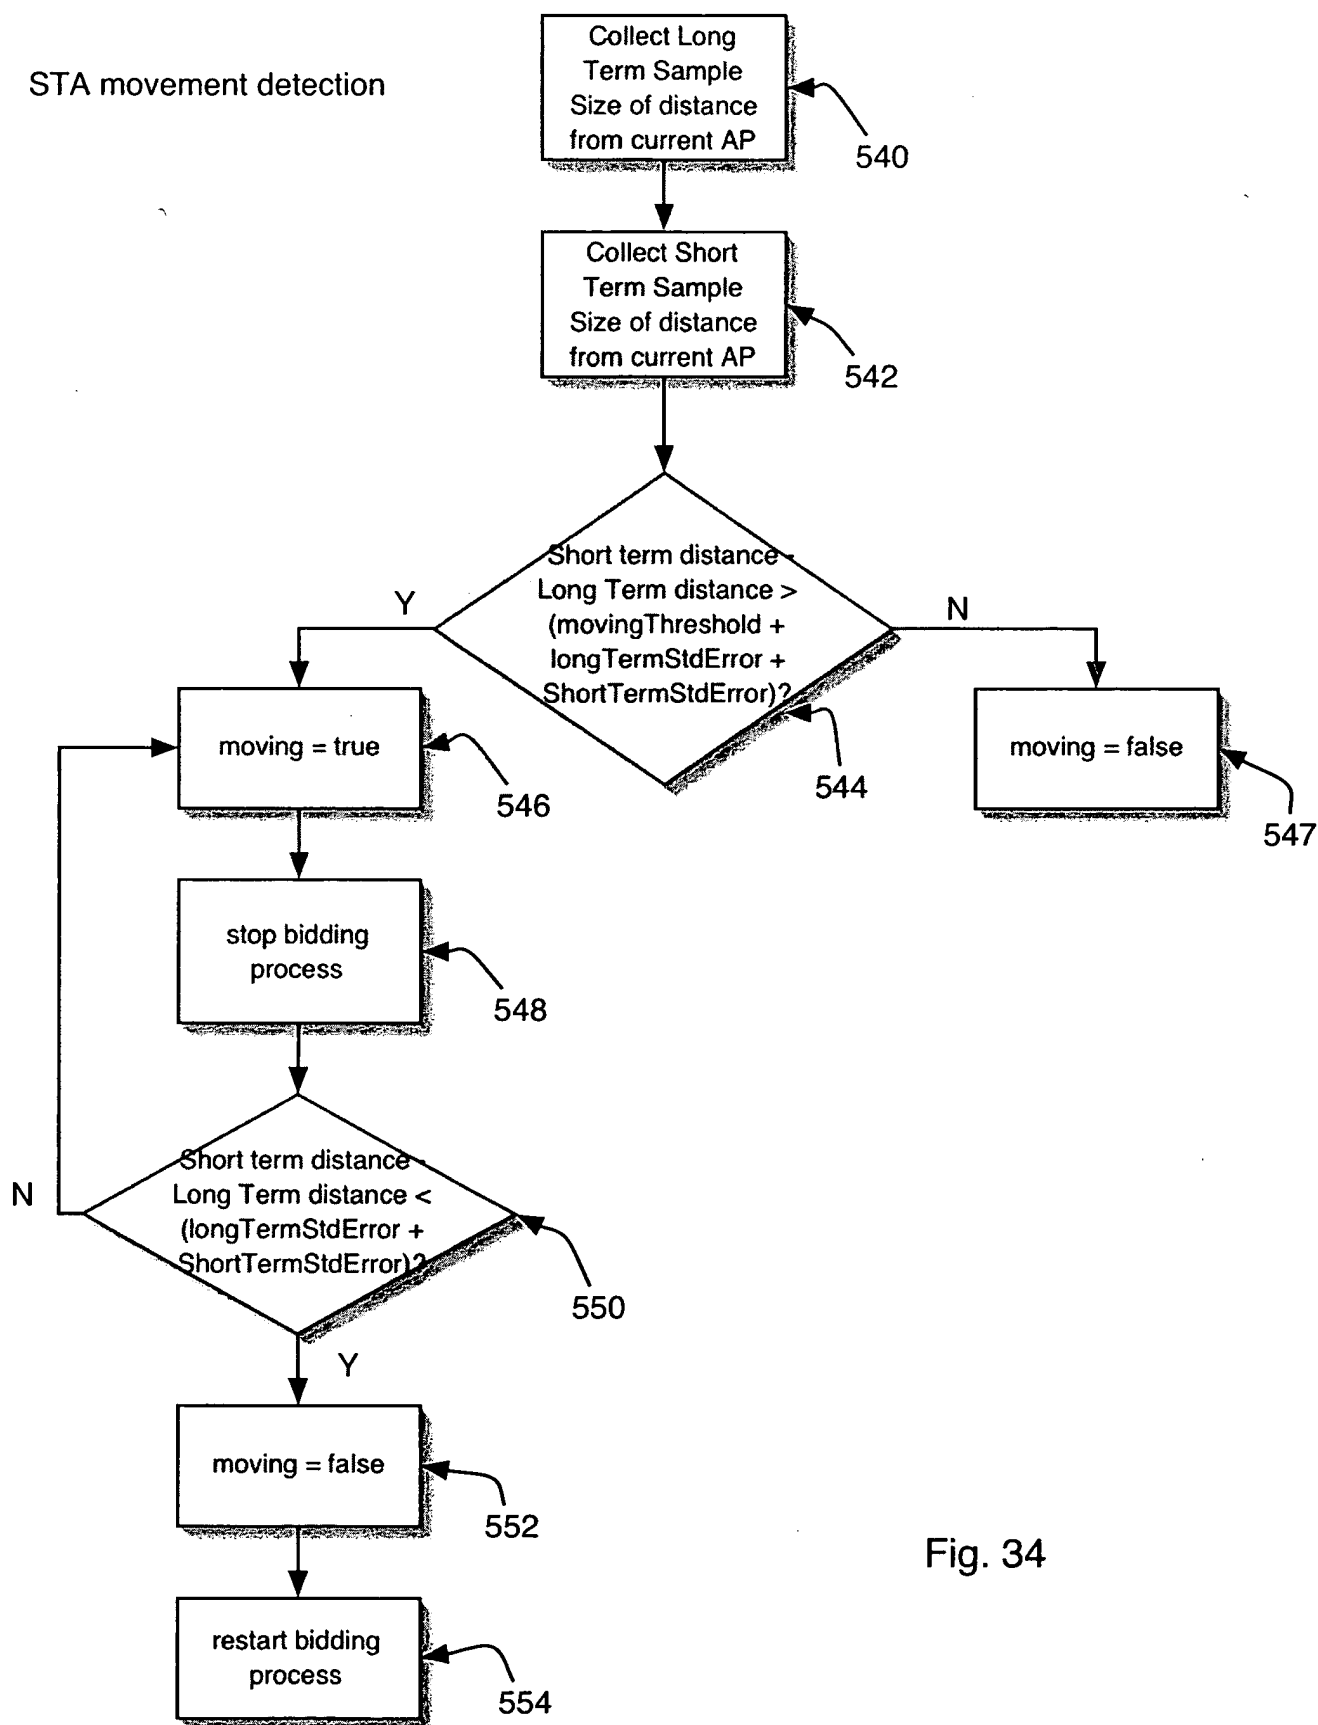 STA movement detection
Collect Long
Term Sample
Size of distance
from current AP
540
Collect Short
Term Sample
Size of distance
from current AP
542
Short term distance -
Long Term distance >
(movingThreshold +
longTermStdError +
ShortTermStdError)?
Y
N
544
moving = true
546
moving = false
547
stop bidding
process
548
Short term distance -
Long Term distance <
(longTermStdError +
ShortTermStdError)?
N
550
Y
moving = false
552
restart bidding
process
554
Fig. 34